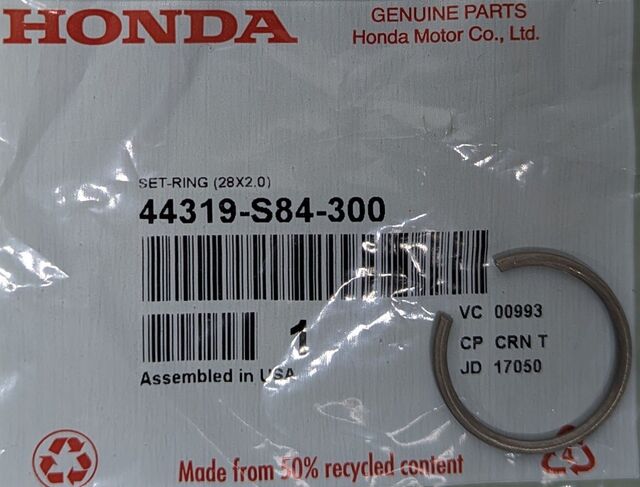 HONDA
GENUINE PARTS
Honda Motor Co., Ltd.
SET-RING (28X2.0)
44319-S84-300
1
VC 00993
CP CRN T
JD 17050
Assembled in USA
Made from 50% recycled content